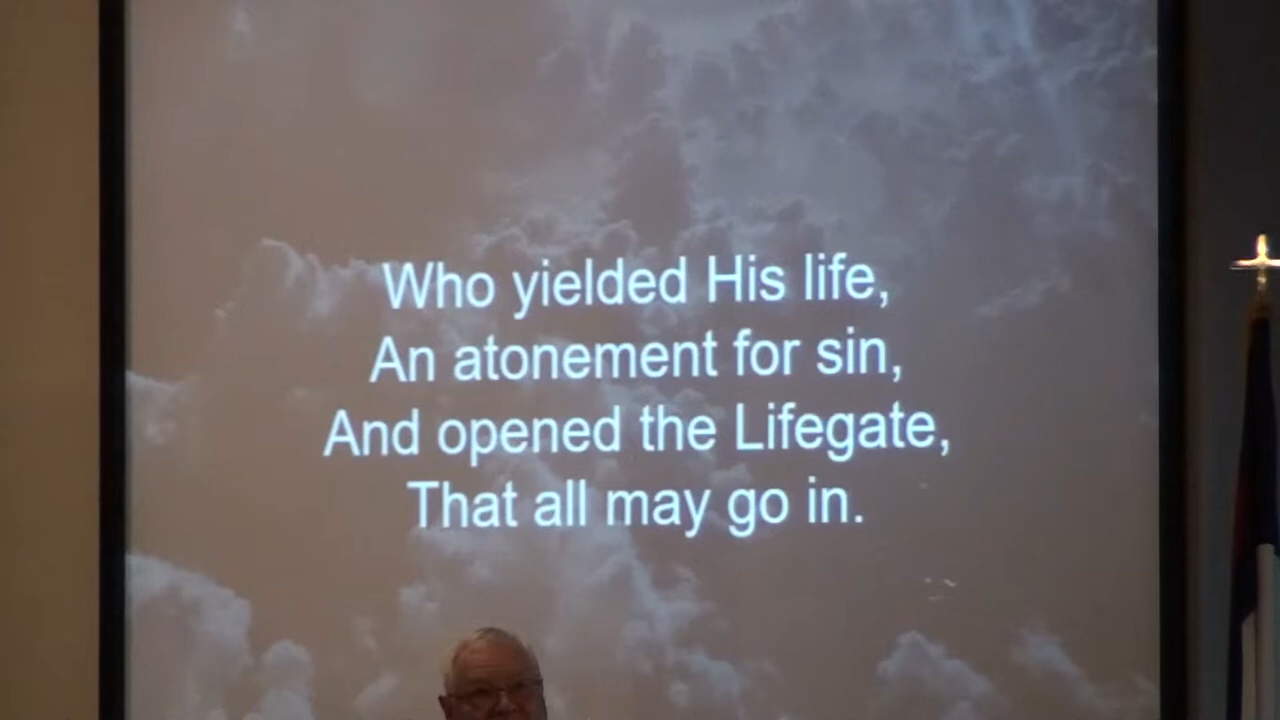 Who yielded His life,
An atonement for sin,
And opened the Lifegate,
That all may go in.